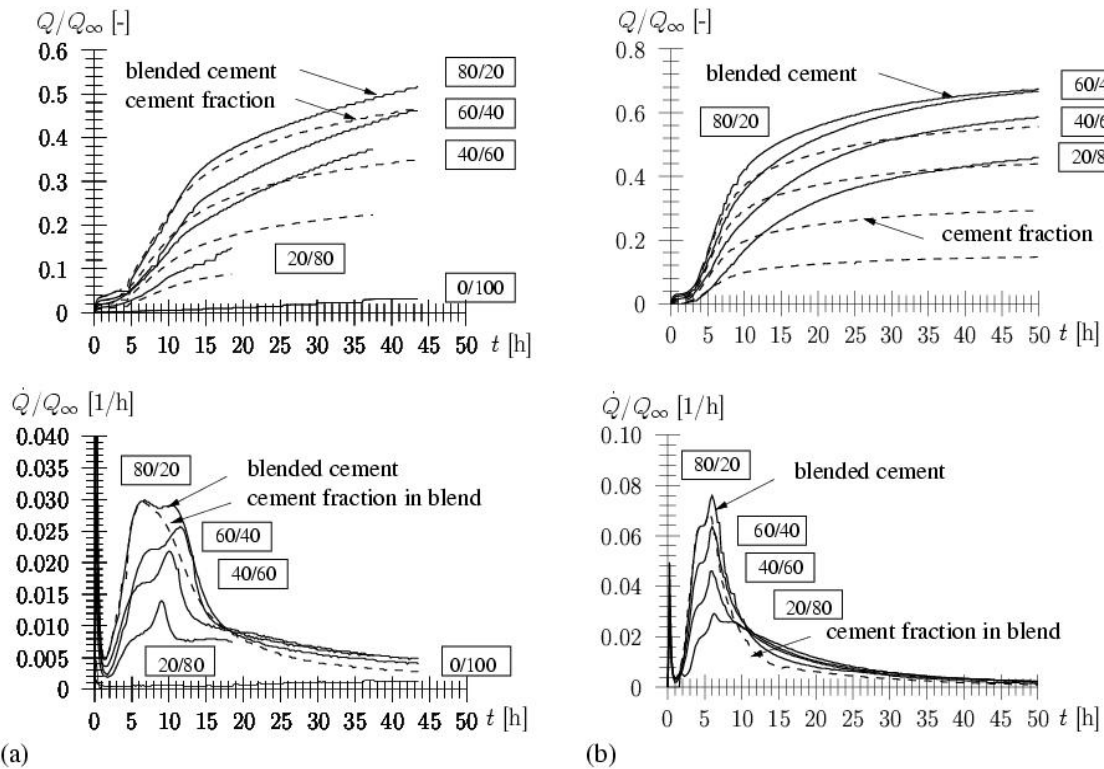 Q/Q∞ [-]
0.6
0.5
0.4
0.3
0.2
0.1
0
blended cement
cement fraction
80/20
60/40
40/60
20/80
0/100
0 5 10 15 20 25 30 35 40 45 50 t [h]
Q/Q∞ [-]
0.8
0.6
0.4
0.2
0
blended cement
80/20
60/4
40/6
20/8
cement fraction
0 5 10 15 20 25 30 35 40 45 50 t [h]
Q̇/Q∞ [1/h]
0.040
0.035
0.030
0.025
0.020
0.015
0.010
0.005
0
80/20
blended cement
cement fraction in blend
60/40
40/60
20/80
0/100
0 5 10 15 20 25 30 35 40 45 50 t [h]
(a)
Q̇/Q∞ [1/h]
0.10
0.08
0.06
0.04
0.02
0
80/20
blended cement
60/40
40/60
20/80
cement fraction in blend
0 5 10 15 20 25 30 35 40 45 50 t [h]
(b)